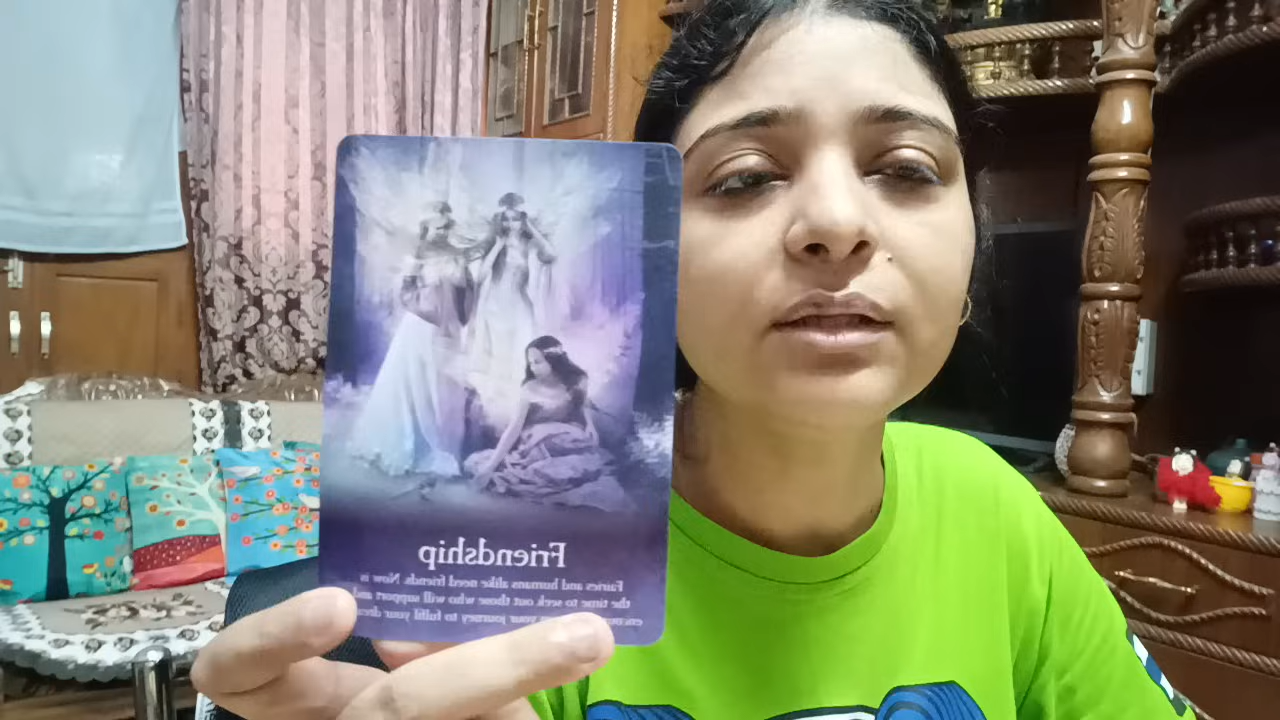 Friendship
Fairies and humans alike need friends. Now is
the time to seek out those who will support and
your journey to fulfil your